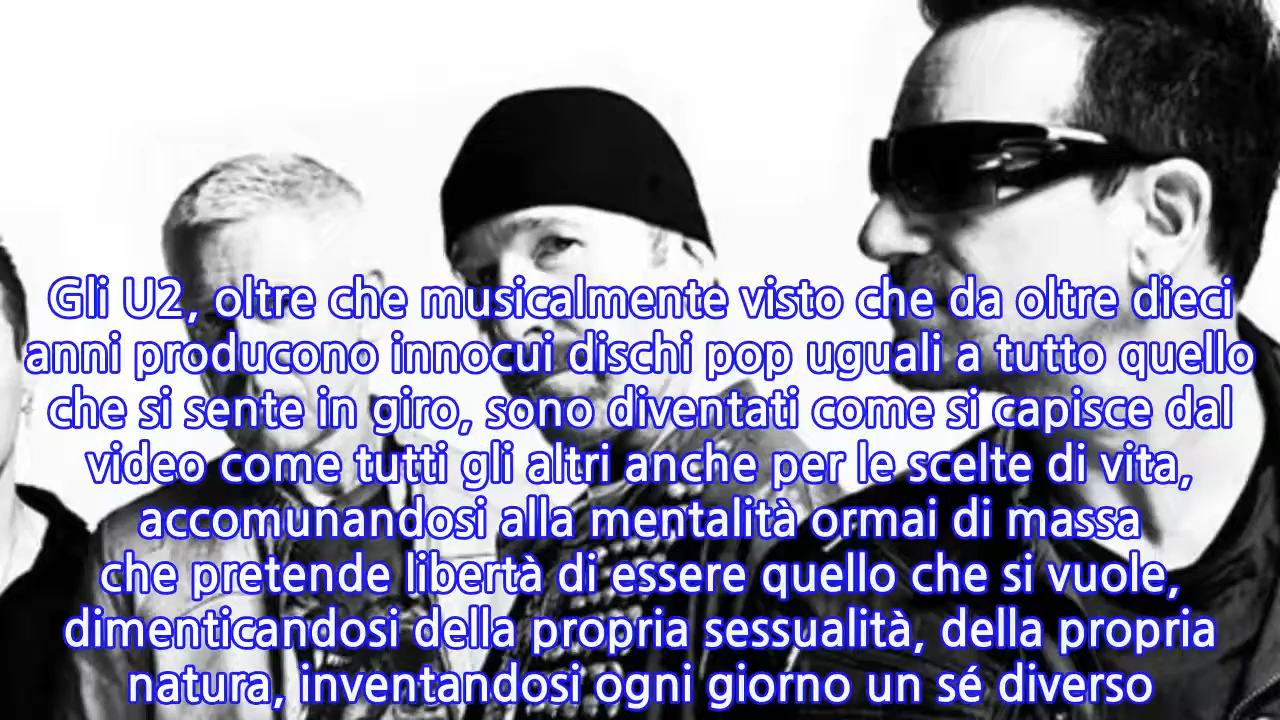 Gli U2, oltre che musicalmente visto che da oltre dieci
anni producono innocui dischi pop uguali a tutto quello
che si sente in giro, sono diventati come si capisce dal
video come tutti gli altri anche per le scelte di vita,
accomunandosi alla mentalità ormai di massa
che pretende libertà di essere quello che si vuole,
dimenticandosi della propria sessualità, della propria
natura, inventandosi ogni giorno un sé diverso